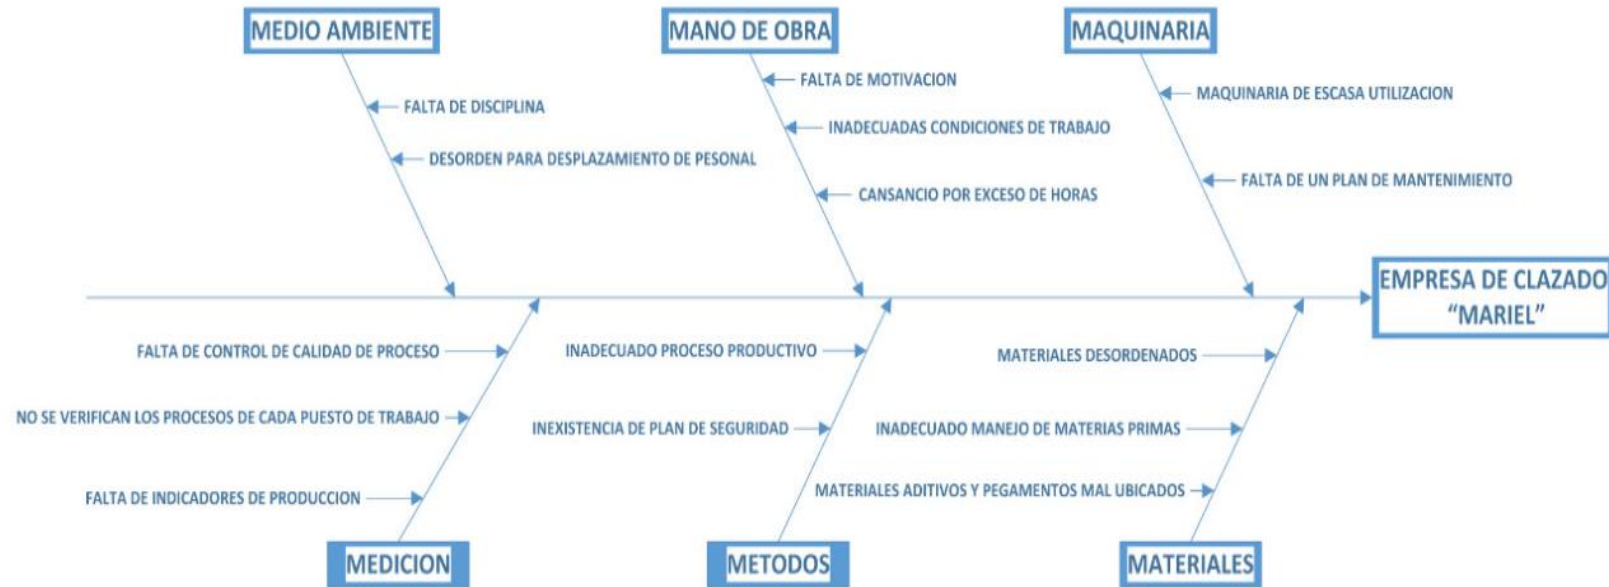 MEDIO AMBIENTE
MANO DE OBRA
MAQUINARIA
FALTA DE DISCIPLINA
DESORDEN PARA DESPLAZAMIENTO DE PESONAL
FALTA DE MOTIVACION
INADECUADAS CONDICIONES DE TRABAJO
CANSANCIO POR EXCESO DE HORAS
MAQUINARIA DE ESCASA UTILIZACION
FALTA DE UN PLAN DE MANTENIMIENTO
EMPRESA DE CLAZADO
“MARIEL”
FALTA DE CONTROL DE CALIDAD DE PROCESO
NO SE VERIFICAN LOS PROCESOS DE CADA PUESTO DE TRABAJO
FALTA DE INDICADORES DE PRODUCCION
INADECUADO PROCESO PRODUCTIVO
INEXISTENCIA DE PLAN DE SEGURIDAD
MATERIALES DESORDENADOS
INADECUADO MANEJO DE MATERIAS PRIMAS
MATERIALES ADITIVOS Y PEGAMENTOS MAL UBICADOS
MEDICION
METODOS
MATERIALES